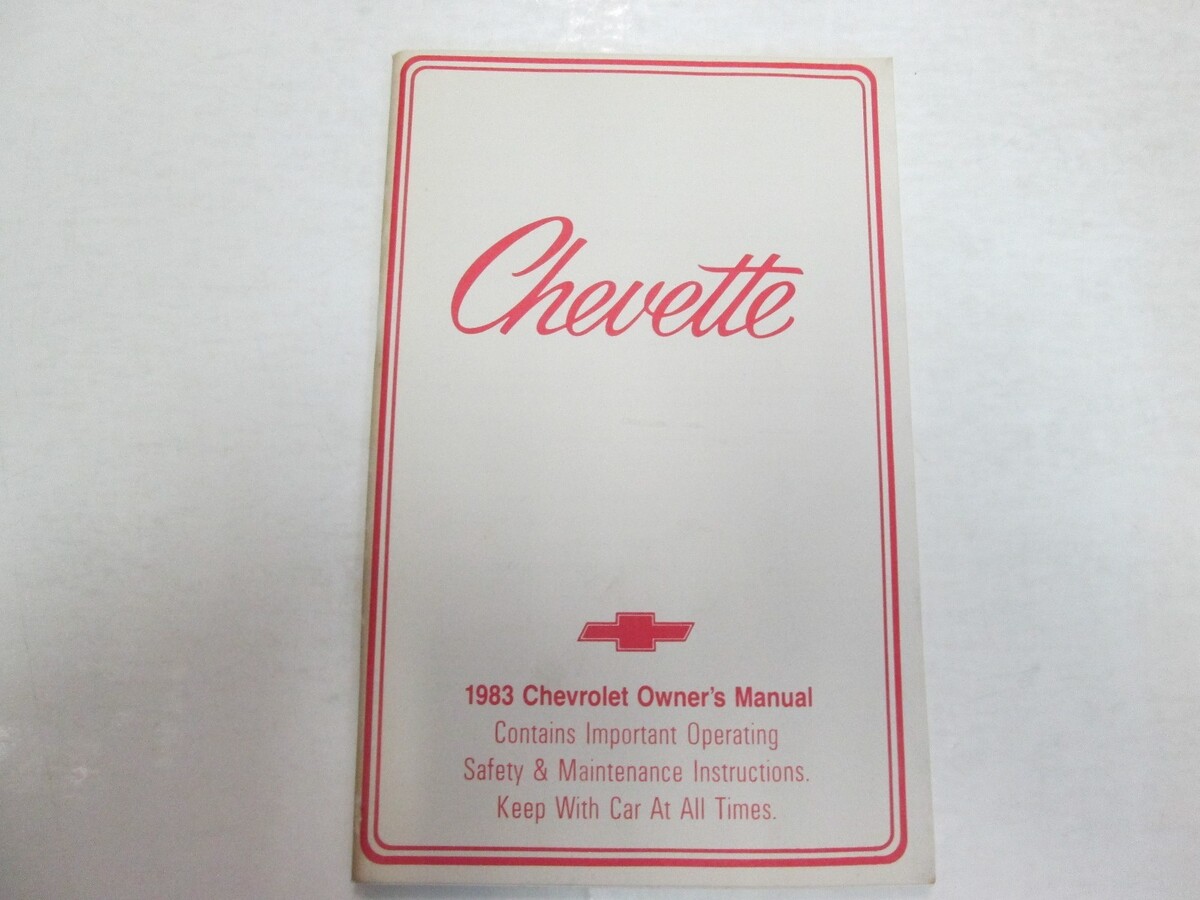 Chevette
1983 Chevrolet Owner's Manual
Contains Important Operating
Safety & Maintenance Instructions.
Keep With Car At All Times.